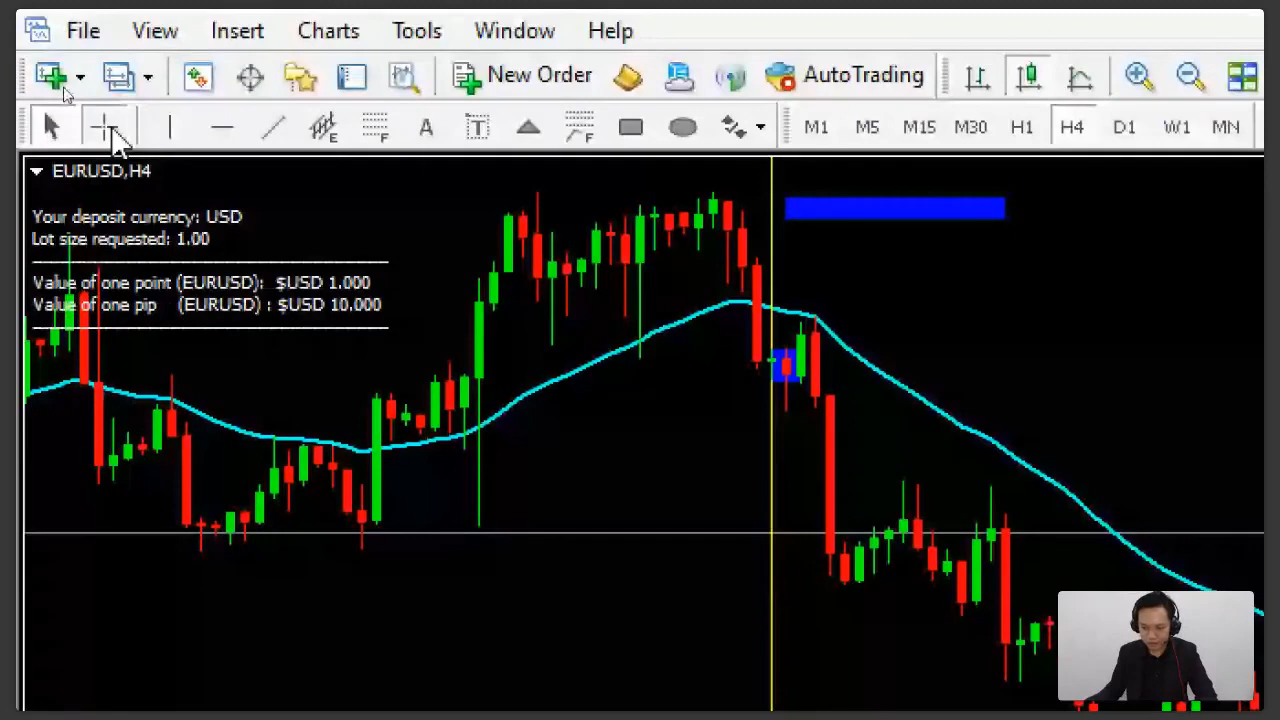 File View Insert Charts Tools Window Help
New Order AutoTrading
E F A T F M1 M5 M15 M30 H1 H4 D1 W1 MN
EURUSD,H4
Your deposit currency: USD
Lot size requested: 1.00
Value of one point (EURUSD): $USD 1.000
Value of one pip (EURUSD) : $USD 10.000